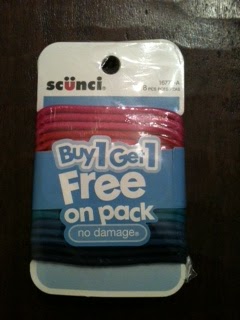 scünci®
Buy 1 Get 1
Free
on pack
no damage®